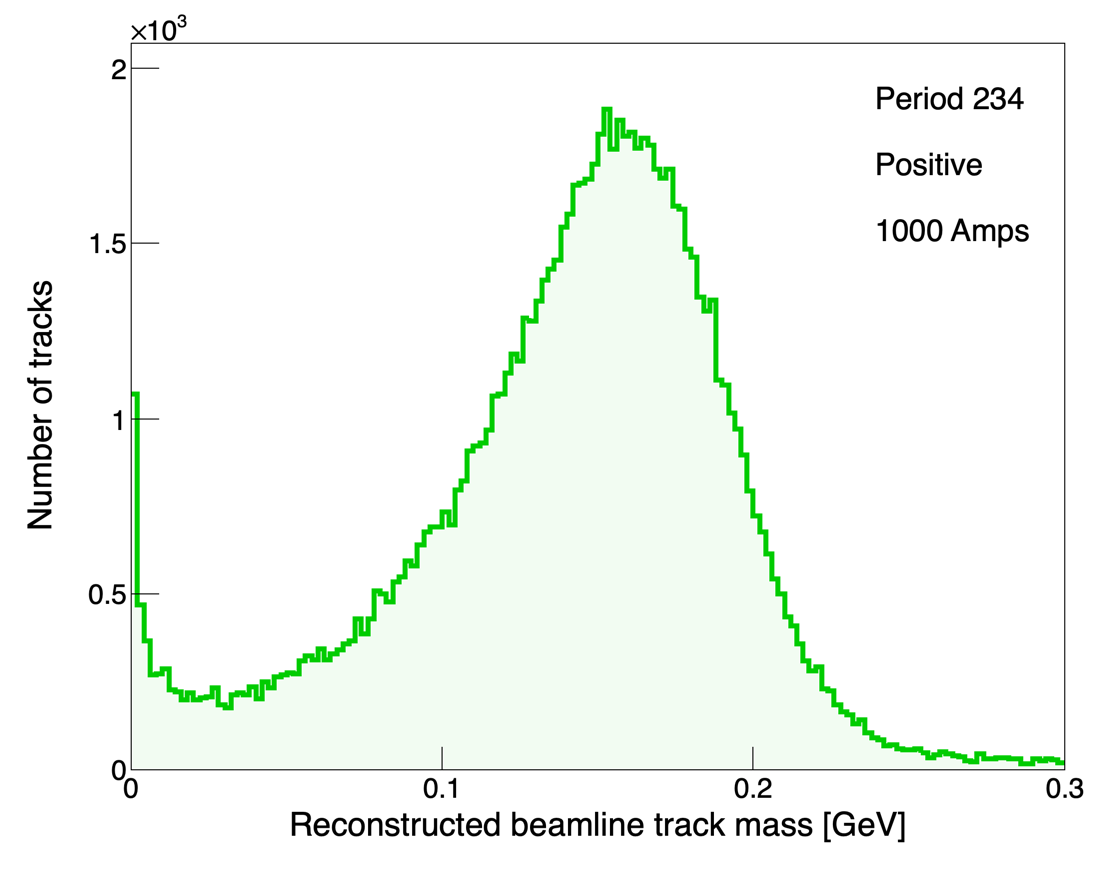 ×10³
2
1.5
1
0.5
0
Number of tracks
Period 234
Positive
1000 Amps
0
0.1
0.2
0.3
Reconstructed beamline track mass [GeV]